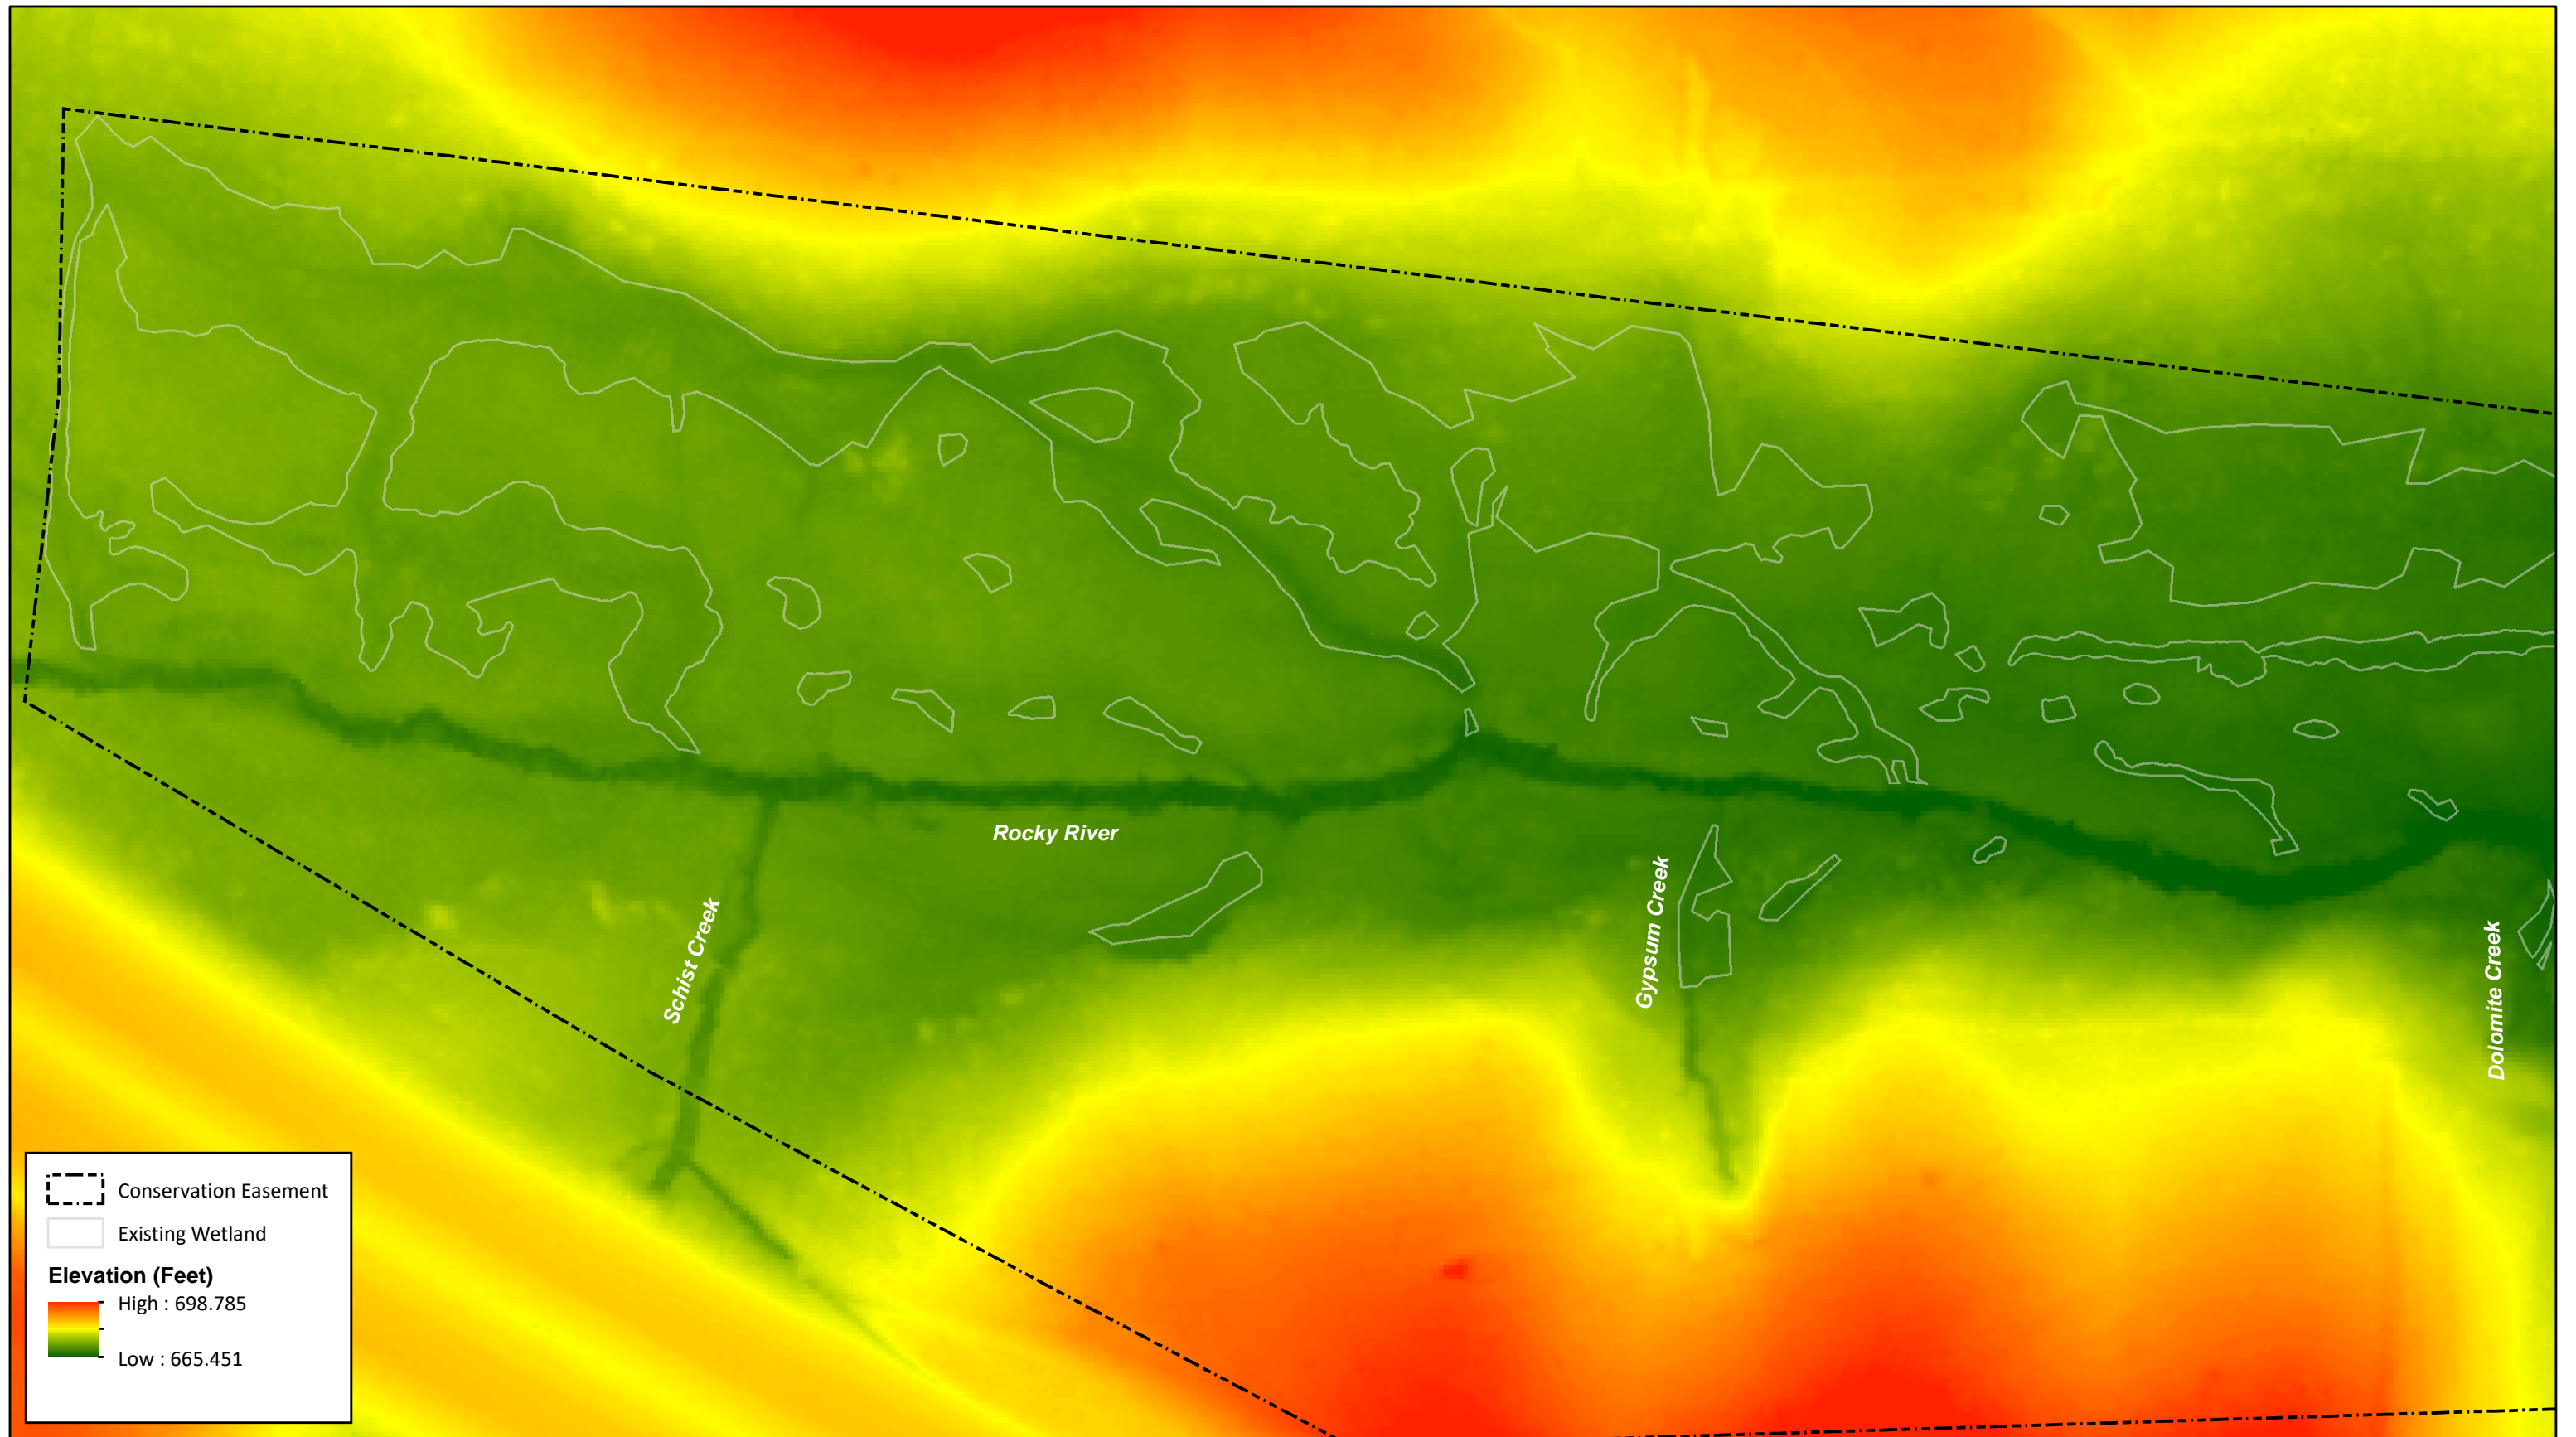 Rocky River
Schist Creek
Gypsum Creek
Dolomite Creek
Conservation Easement
Existing Wetland
Elevation (Feet)
High : 698.785
Low : 665.451